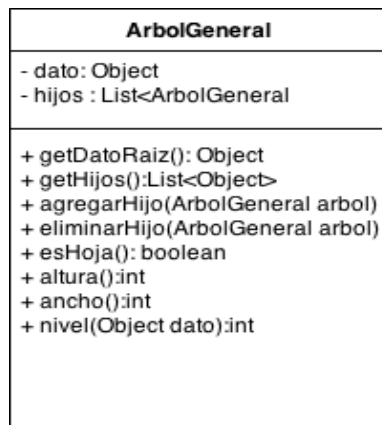 ArbolGeneral
- dato: Object
- hijos : List<ArbolGeneral
+ getDatoRaiz(): Object
+ getHijos():List<Object>
+ agregarHijo(ArbolGeneral arbol)
+ eliminarHijo(ArbolGeneral arbol)
+ esHoja(): boolean
+ altura():int
+ ancho():int
+ nivel(Object dato):int